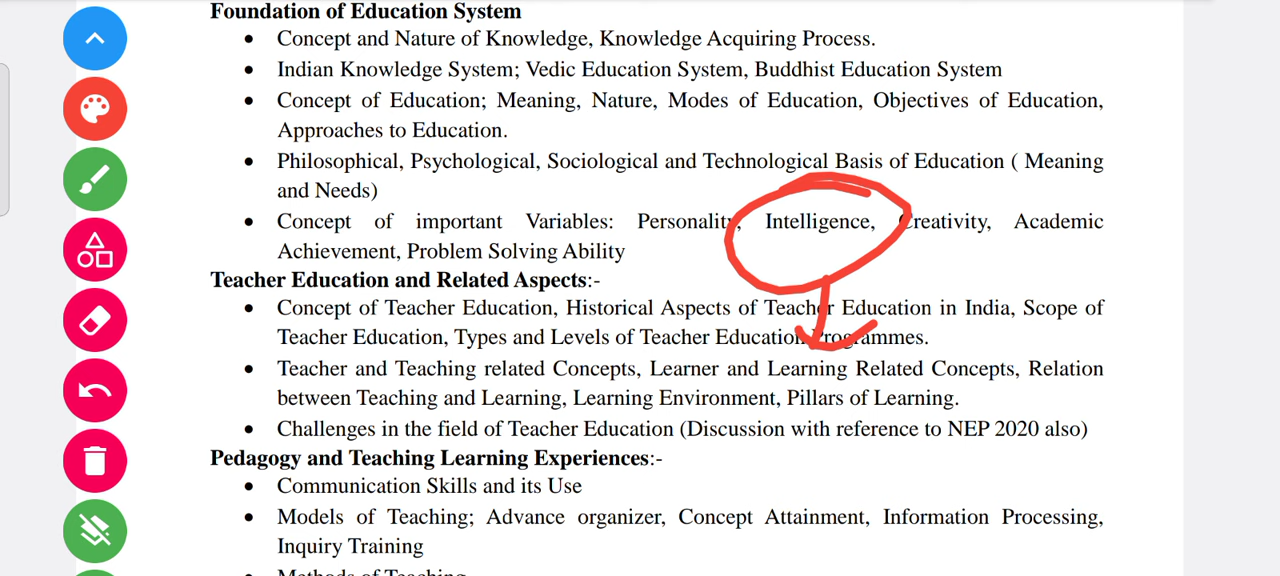 Foundation of Education System
• Concept and Nature of Knowledge, Knowledge Acquiring Process.
• Indian Knowledge System; Vedic Education System, Buddhist Education System
• Concept of Education; Meaning, Nature, Modes of Education, Objectives of Education,
Approaches to Education.
• Philosophical, Psychological, Sociological and Technological Basis of Education ( Meaning
and Needs)
• Concept of important Variables: Personality, Intelligence, Creativity, Academic
Achievement, Problem Solving Ability
Teacher Education and Related Aspects:-
• Concept of Teacher Education, Historical Aspects of Teacher Education in India, Scope of
Teacher Education, Types and Levels of Teacher Education Programmes.
• Teacher and Teaching related Concepts, Learner and Learning Related Concepts, Relation
between Teaching and Learning, Learning Environment, Pillars of Learning.
• Challenges in the field of Teacher Education (Discussion with reference to NEP 2020 also)
Pedagogy and Teaching Learning Experiences:-
• Communication Skills and its Use
• Models of Teaching; Advance organizer, Concept Attainment, Information Processing,
Inquiry Training
• Methods of Teaching